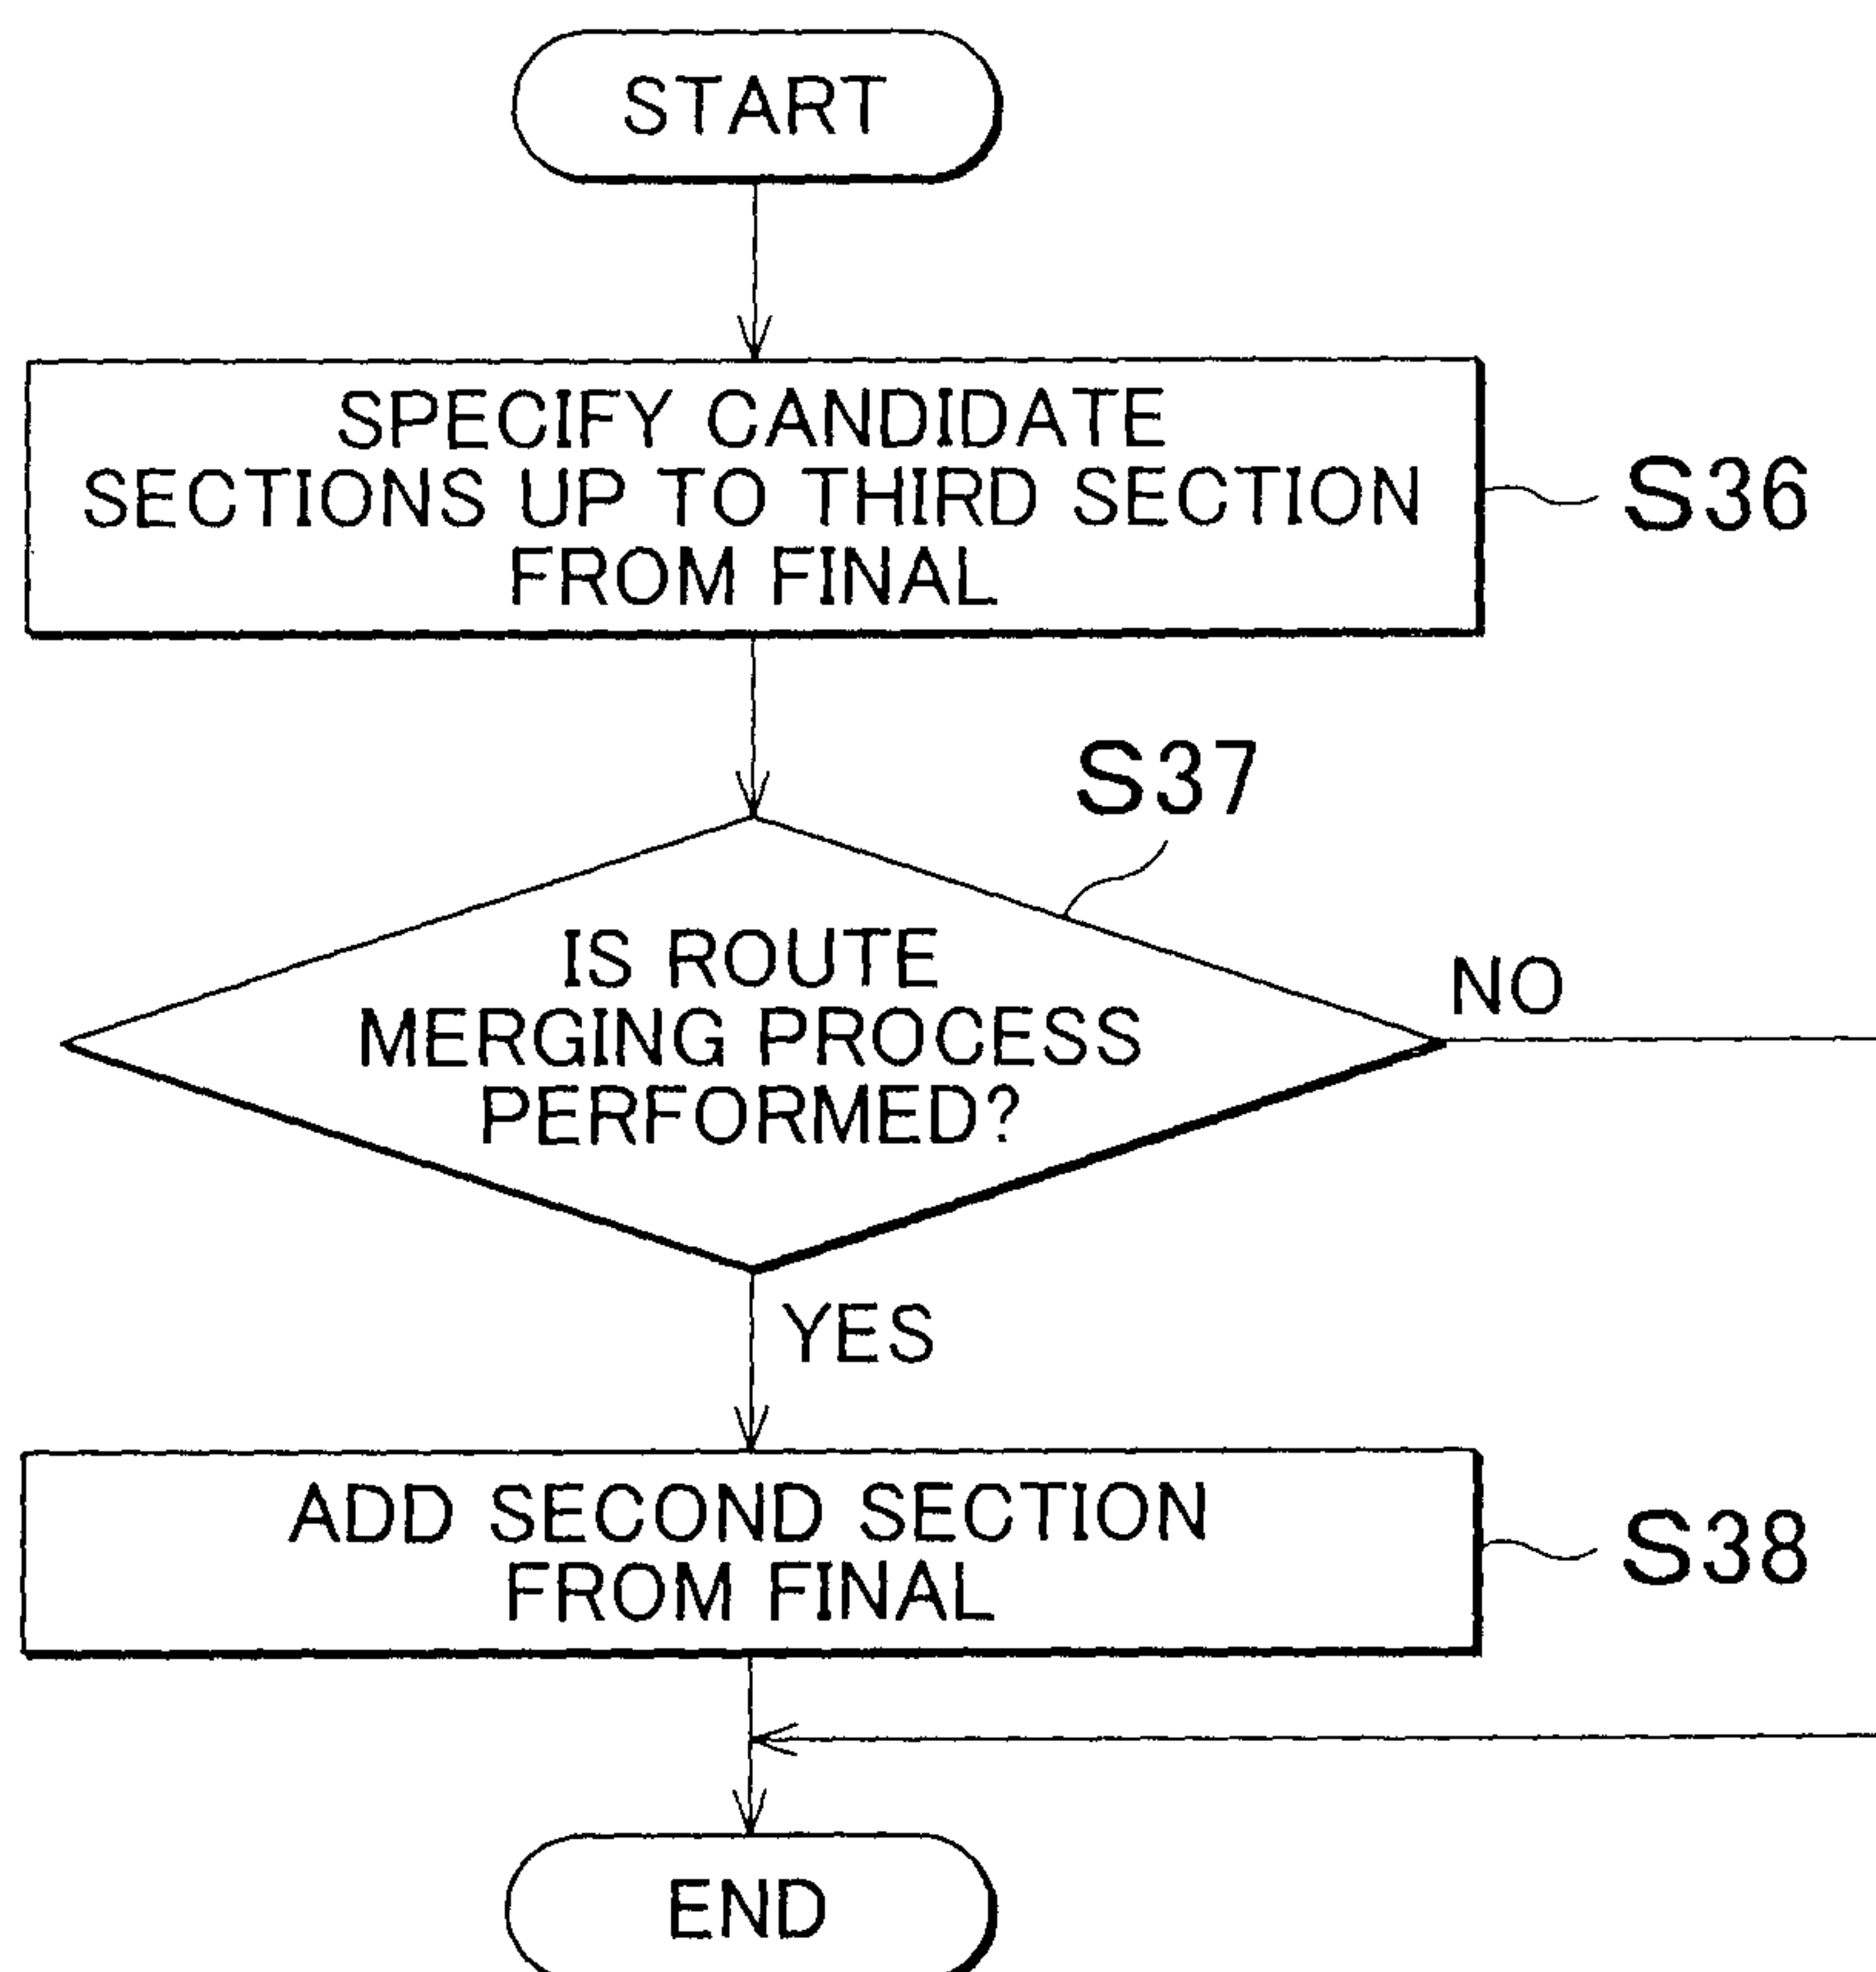 START
SPECIFY CANDIDATE
SECTIONS UP TO THIRD SECTION
FROM FINAL
S36
S37
IS ROUTE
MERGING PROCESS
PERFORMED?
NO
YES
ADD SECOND SECTION
FROM FINAL
S38
END